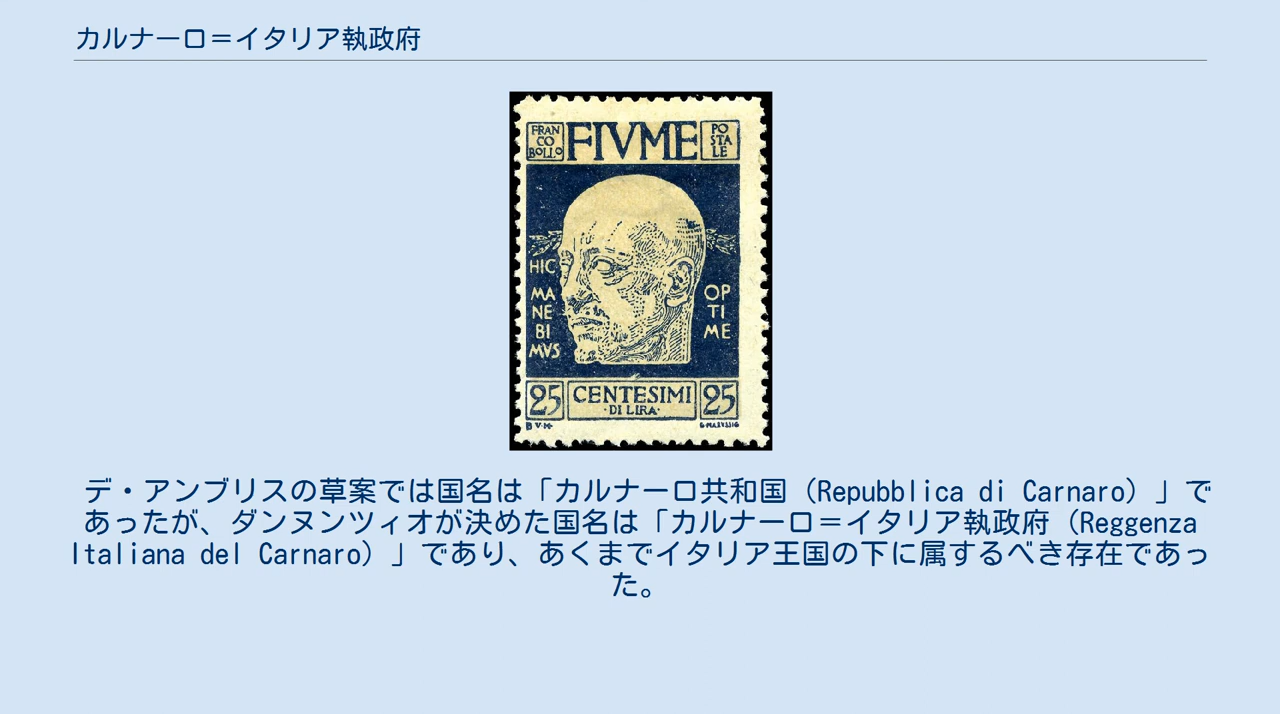 カルナーロ＝イタリア執政府
FRAN
CO
BOLLO
FIVME
PO
STA
LE
HIC
MA
NE
BI
MVS
OP
TI
ME
25
CENTESIMI
·DI LIRA·
25
B V·M·
G·MARVSSIG
デ・アンブリスの草案では国名は「カルナーロ共和国（Repubblica di Carnaro）」で
あったが、ダンヌンツィオが決めた国名は「カルナーロ＝イタリア執政府（Reggenza
Italiana del Carnaro）」であり、あくまでイタリア王国の下に属するべき存在であっ
た。